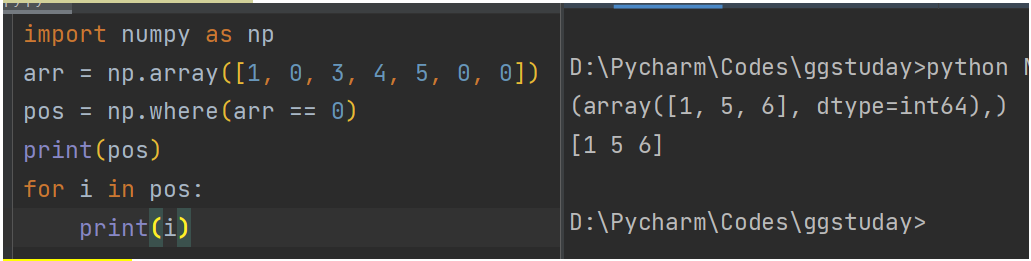 import numpy as np
arr = np.array([1, 0, 3, 4, 5, 0, 0])
pos = np.where(arr == 0)
print(pos)
for i in pos:
    print(i)
D:\Pycharm\Codes\ggstuday>python
(array([1, 5, 6], dtype=int64),)
[1 5 6]
D:\Pycharm\Codes\ggstuday>